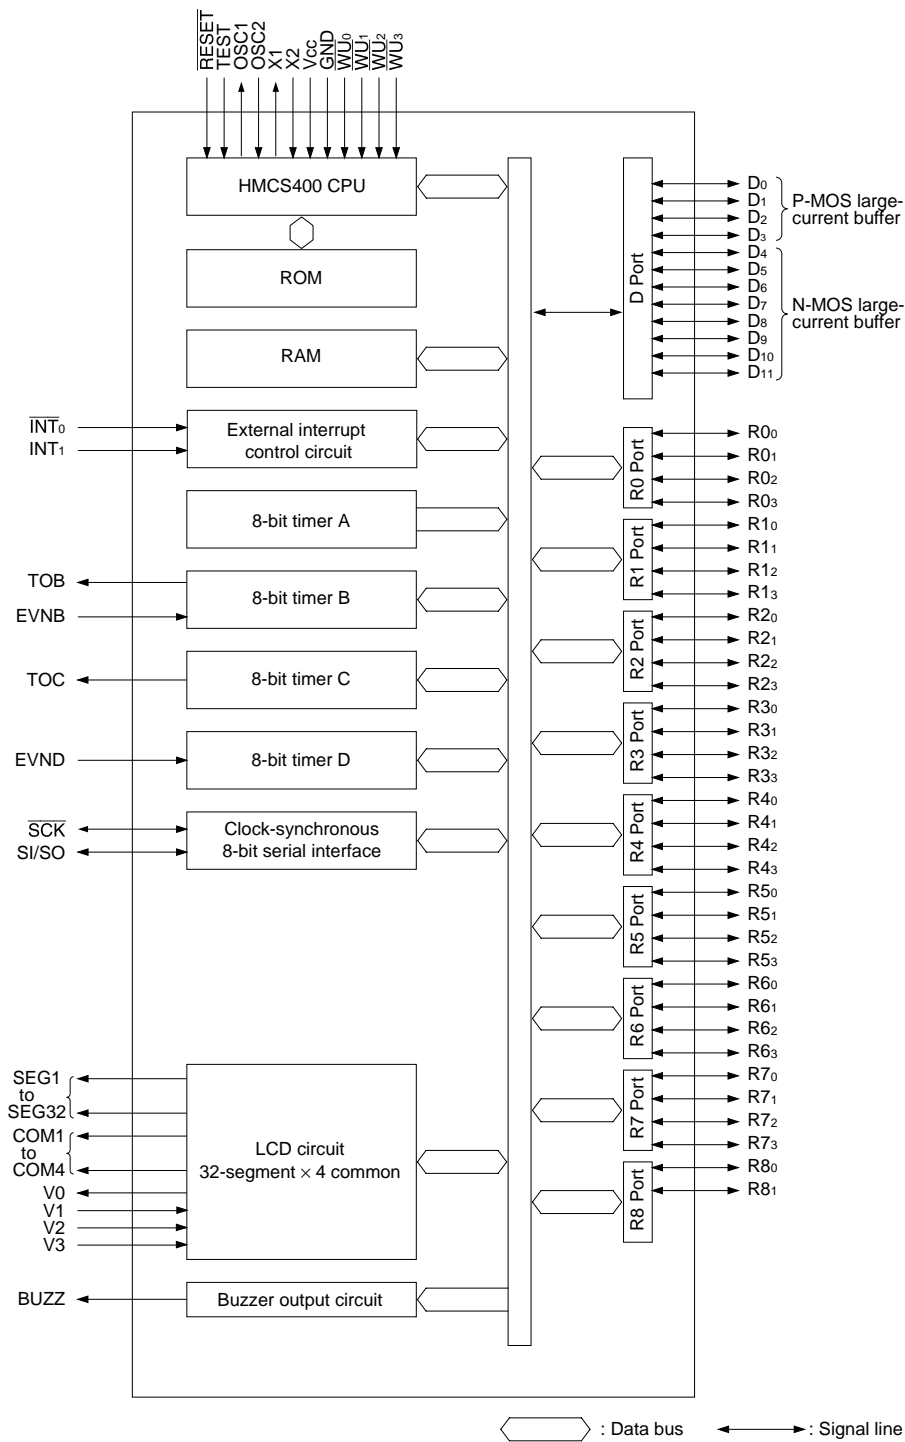 RESET
TEST
OSC1
OSC2
X1
X2
Vcc
GND
WU0
WU1
WU2
WU3
HMCS400 CPU
ROM
RAM
External interrupt
control circuit
8-bit timer A
8-bit timer B
8-bit timer C
8-bit timer D
Clock-synchronous
8-bit serial interface
LCD circuit
32-segment × 4 common
Buzzer output circuit
INT0
INT1
TOB
EVNB
TOC
EVND
SCK
SI/SO
SEG1
to
SEG32
COM1
to
COM4
V0
V1
V2
V3
BUZZ
D Port
D0
D1
D2
D3
D4
D5
D6
D7
D8
D9
D10
D11
P-MOS large-
current buffer
N-MOS large-
current buffer
R0 Port
R00
R01
R02
R03
R1 Port
R10
R11
R12
R13
R2 Port
R20
R21
R22
R23
R3 Port
R30
R31
R32
R33
R4 Port
R40
R41
R42
R43
R5 Port
R50
R51
R52
R53
R6 Port
R60
R61
R62
R63
R7 Port
R70
R71
R72
R73
R8 Port
R80
R81
: Data bus
: Signal line